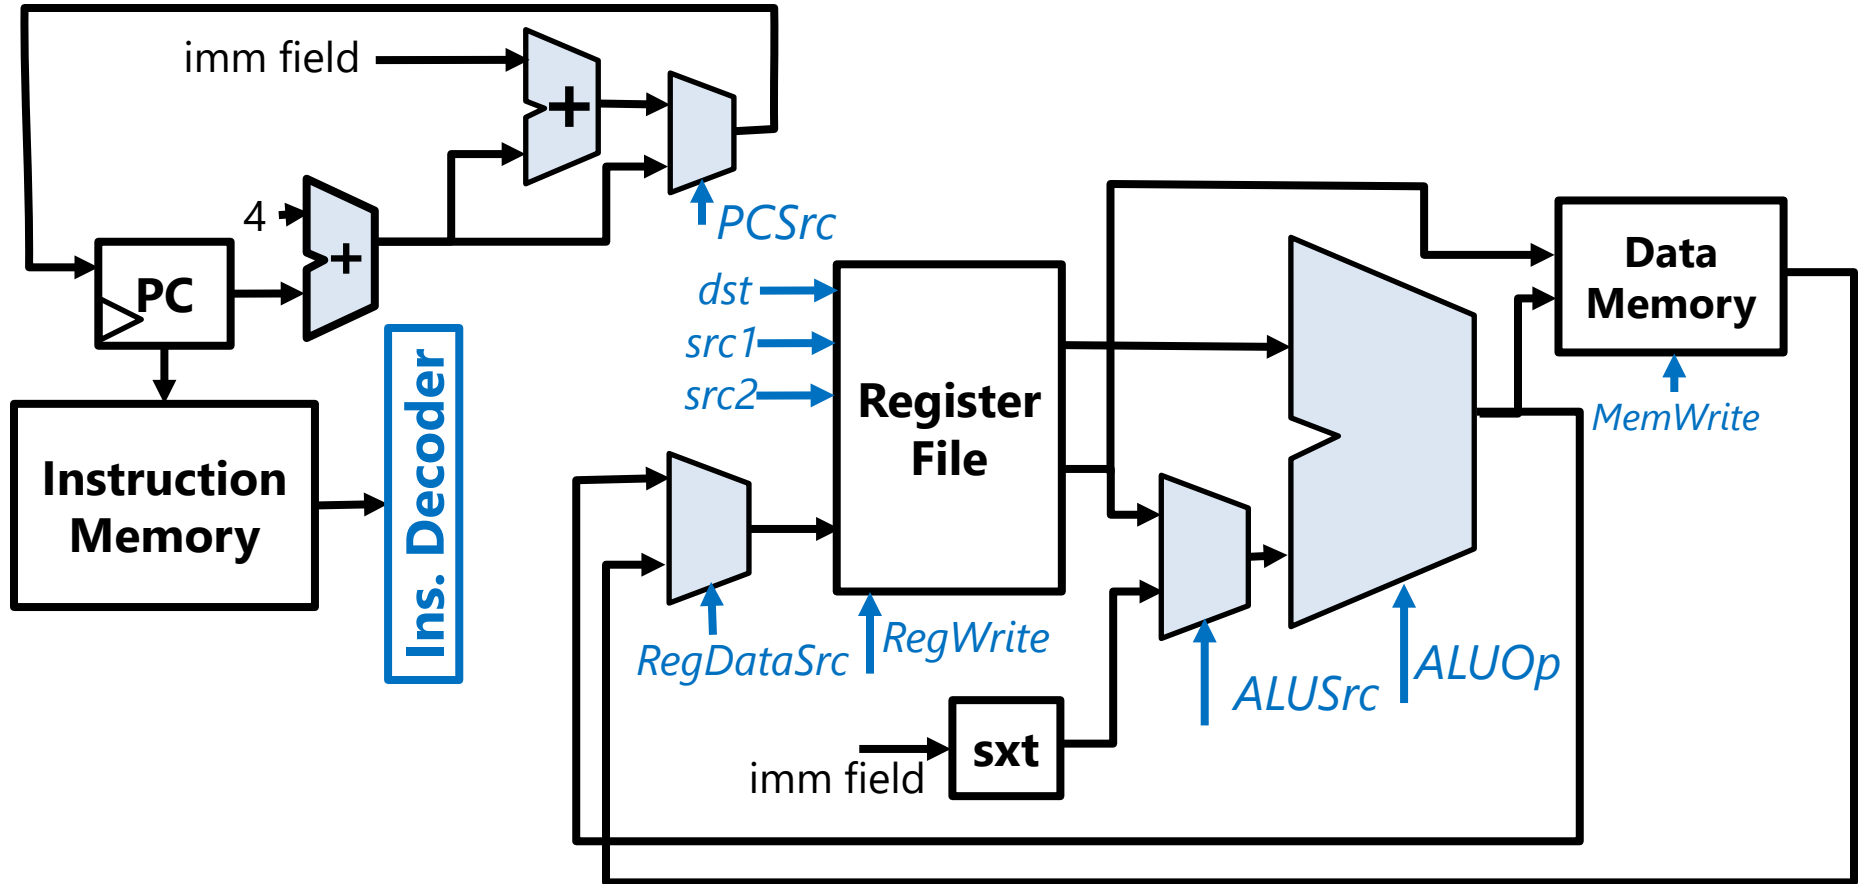 imm field
+
PCSrc
4
+
PC
dst
src1
src2
Data
Memory
MemWrite
Register
File
Instruction
Memory
Ins. Decoder
RegDataSrc
RegWrite
ALUSrc
ALUOp
sxt
imm field